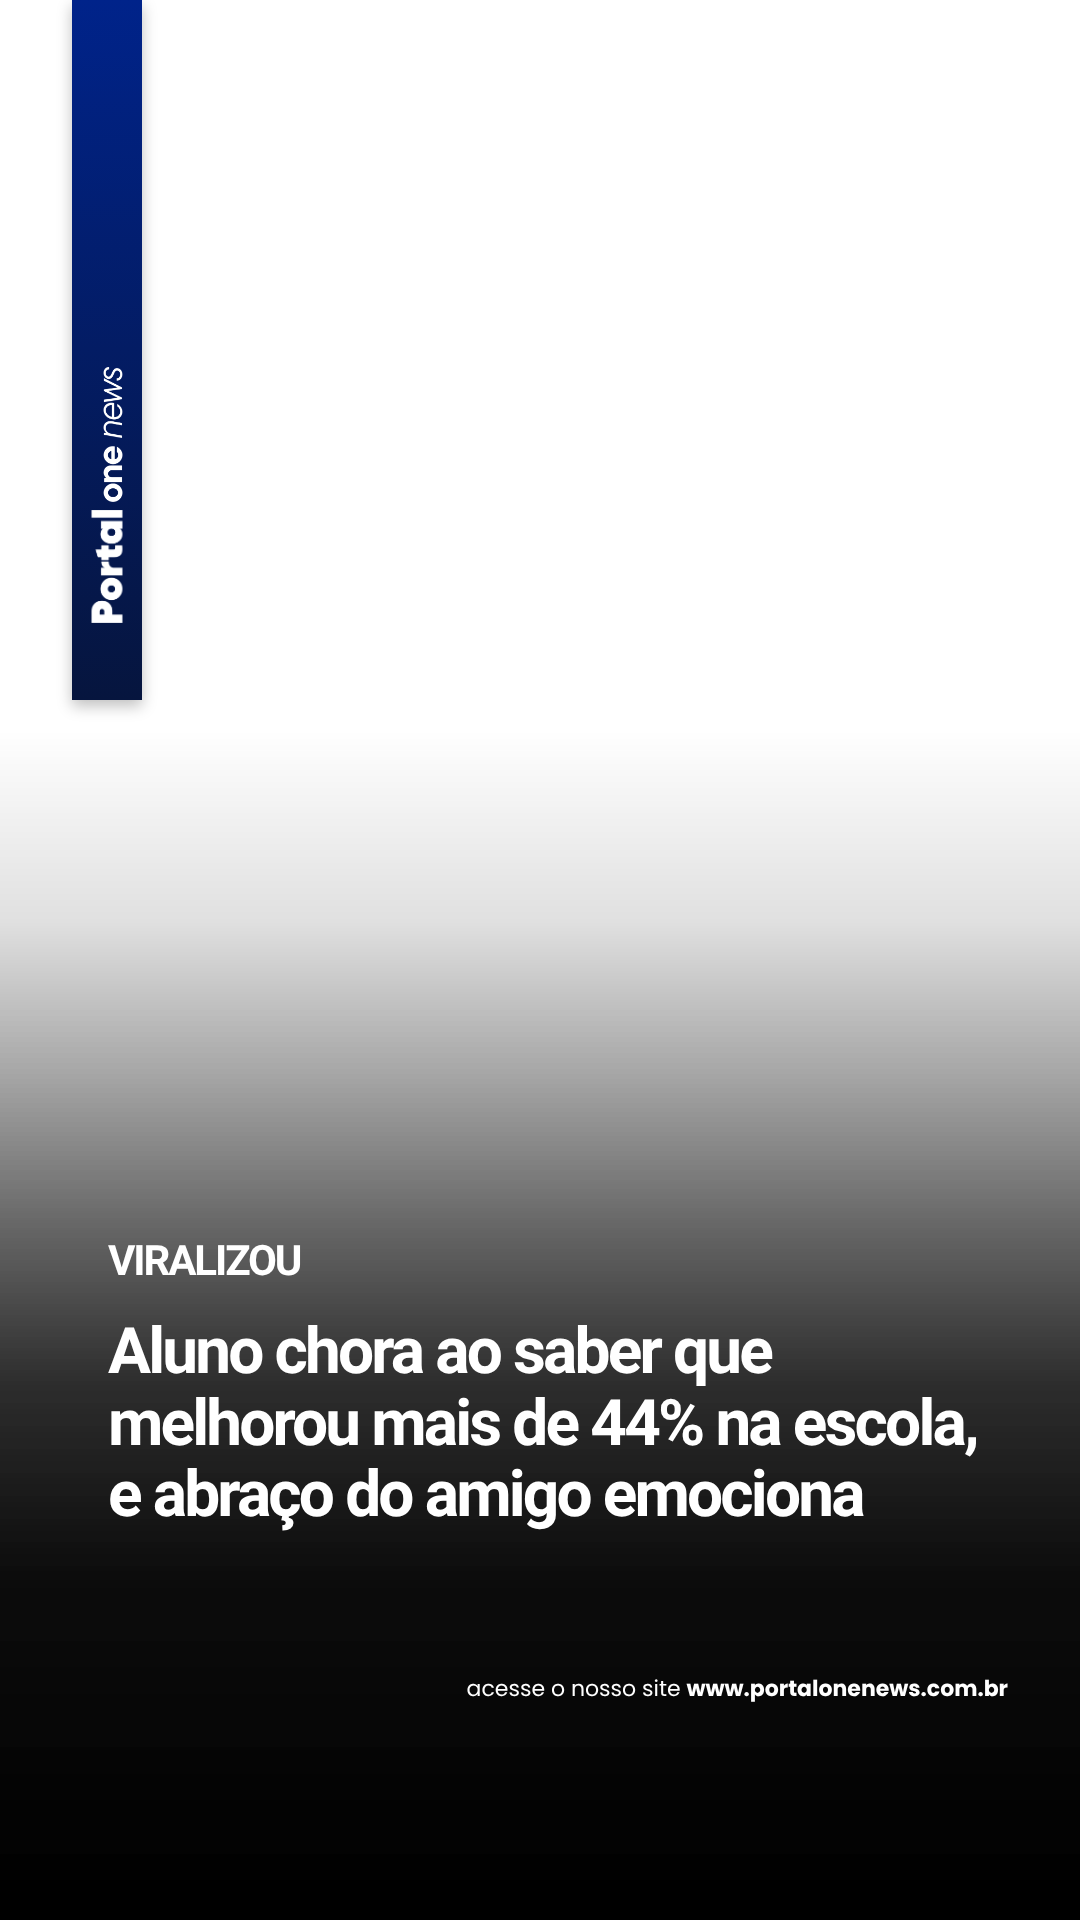 Portal one news
VIRALIZOU
Aluno chora ao saber que
melhorou mais de 44% na escola,
e abraço do amigo emociona
acesse o nosso site www.portalonenews.com.br